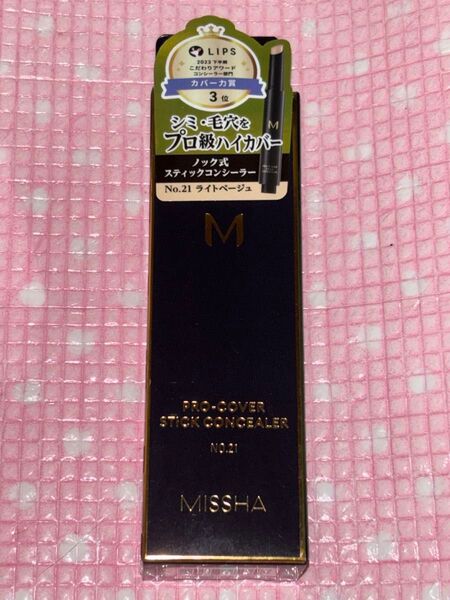 LIPS
2023 下半期
こだわりアワード
コンシーラー部門
カバー力賞
3位
シミ・毛穴を
プロ級ハイカバー
ノック式
スティックコンシーラー
No.21 ライトベージュ
M
M
PRO-COVER
STICK CONCEALER
NO.21
MISSHA